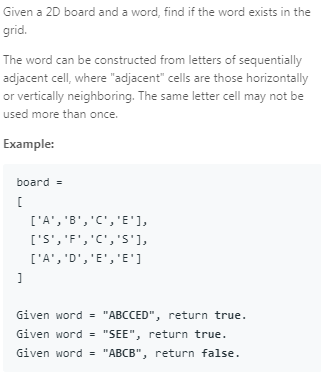 Given a 2D board and a word, find if the word exists in the
grid.
The word can be constructed from letters of sequentially
adjacent cell, where "adjacent" cells are those horizontally
or vertically neighboring. The same letter cell may not be
used more than once.
Example:
board =
[
['A','B','C','E'],
['S','F','C','S'],
['A','D','E','E']
]
Given word = "ABCCED", return true.
Given word = "SEE", return true.
Given word = "ABCB", return false.